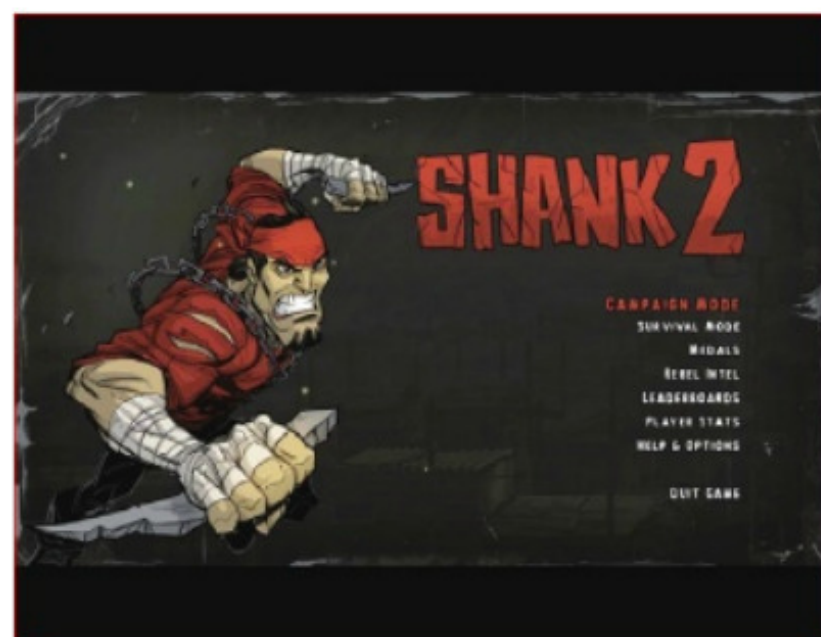 SHANK 2
CAMPAIGN MODE
SURVIVAL MODE
MEDALS
REBEL INTEL
LEADERBOARDS
PLAYER STATS
HELP & OPTIONS
QUIT GAME